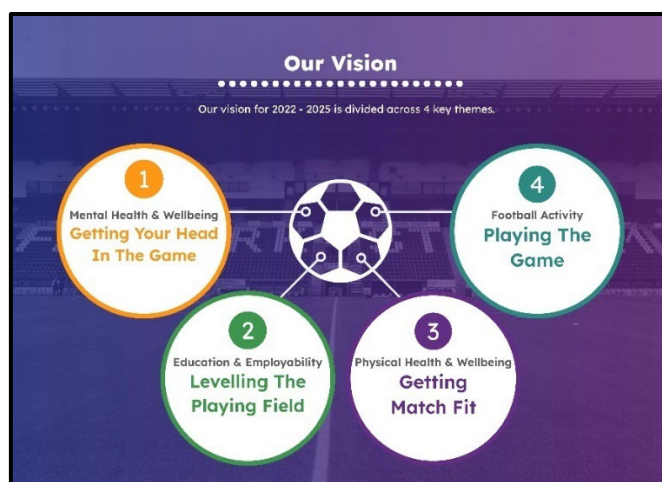 Our Vision
Our vision for 2022 - 2025 is divided across 4 key themes.
1
Mental Health & Wellbeing
Getting Your Head
In The Game
2
Education & Employability
Levelling The
Playing Field
3
Physical Health & Wellbeing
Getting
Match Fit
4
Football Activity
Playing The
Game